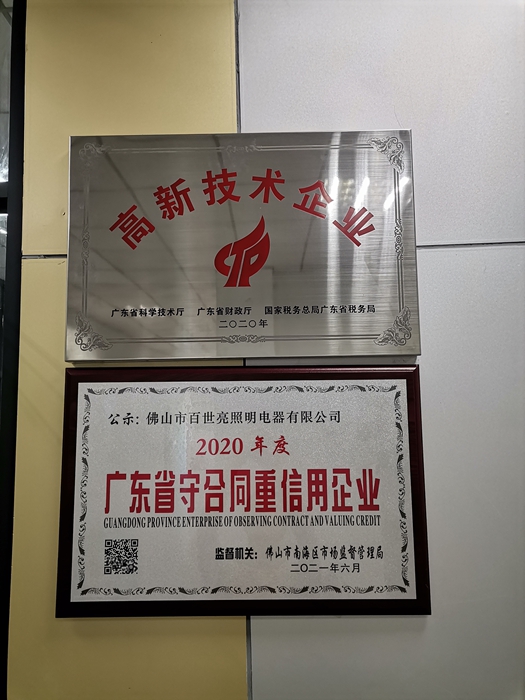 高新技术企业
广东省科学技术厅 广东省财政厅 国家税务总局广东省税务局
二〇二〇年
公示：佛山市百世亮照明电器有限公司
2020 年度
广东省守合同重信用企业
GUANGDONG PROVINCE ENTERPRISE OF OBSERVING CONTRACT AND VALUING CREDIT
监督机关：佛山市南海区市场监督管理局
二〇二一年六月